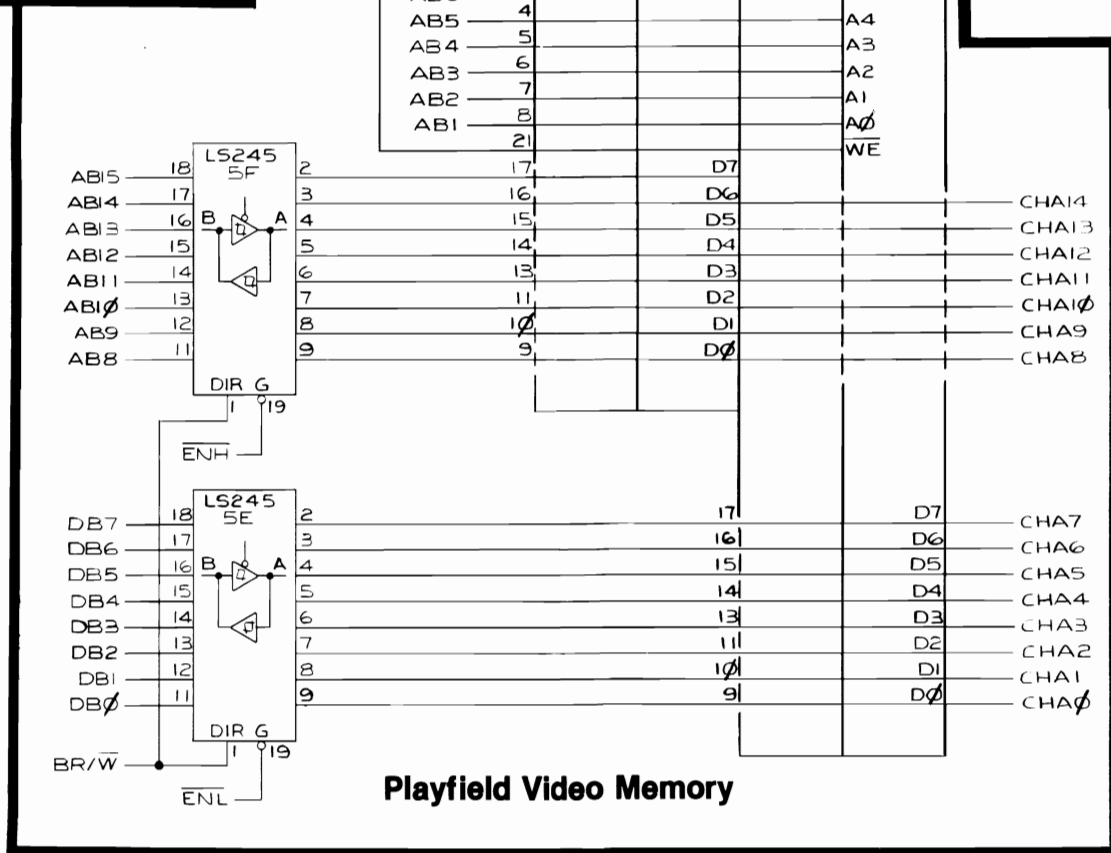 AB5 4 A4
AB4 5 A3
AB3 6 A2
AB2 7 A1
AB1 8 AØ
21 W̅E̅
LS245
5F
AB15 18 2 17 D7
AB14 17 3 16 D6 CHA14
AB13 16 B A 4 15 D5 CHA13
AB12 15 5 14 D4 CHA12
AB11 14 6 13 D3 CHA11
AB1Ø 13 7 11 D2 CHA1Ø
AB9 12 8 1Ø D1 CHA9
AB8 11 9 9 DØ CHA8
DIR G
1 19
E̅N̅H̅
LS245
5E
DB7 18 2 17 D7 CHA7
DB6 17 3 16 D6 CHA6
DB5 16 B A 4 15 D5 CHA5
DB4 15 5 14 D4 CHA4
DB3 14 6 13 D3 CHA3
DB2 13 7 11 D2 CHA2
DB1 12 8 1Ø D1 CHA1
DBØ 11 9 9 DØ CHAØ
DIR G
1 19
BR/W̅
E̅N̅L̅
Playfield Video Memory